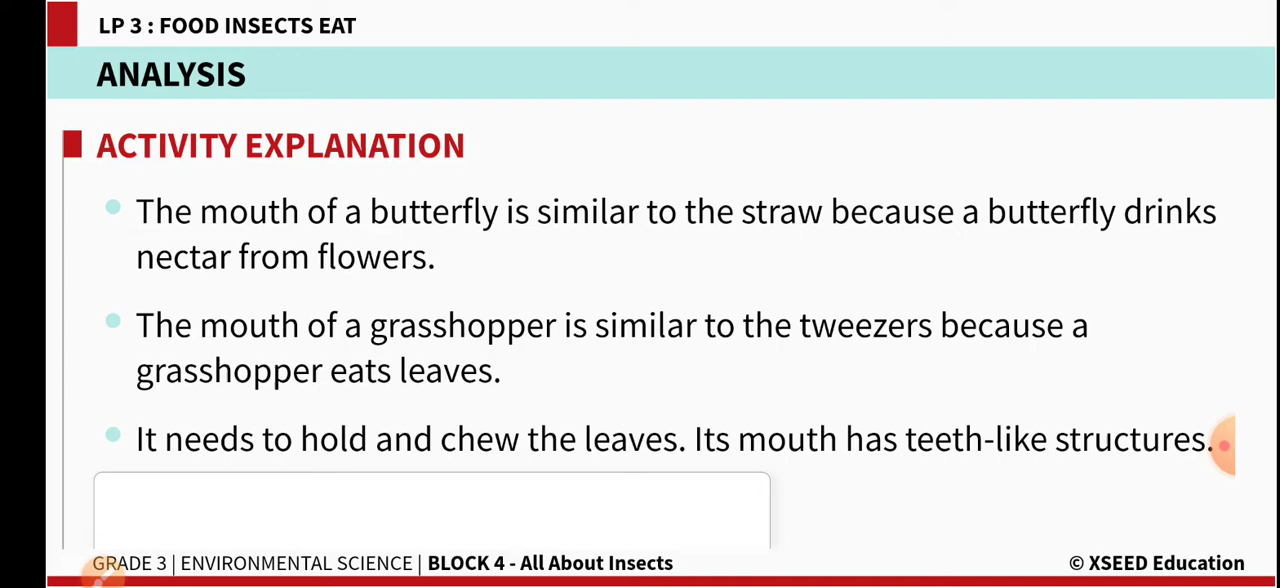 LP 3 : FOOD INSECTS EAT
ANALYSIS
ACTIVITY EXPLANATION
The mouth of a butterfly is similar to the straw because a butterfly drinks
nectar from flowers.
The mouth of a grasshopper is similar to the tweezers because a
grasshopper eats leaves.
It needs to hold and chew the leaves. Its mouth has teeth-like structures.
GRADE 3 | ENVIRONMENTAL SCIENCE | BLOCK 4 - All About Insects
© XSEED Education